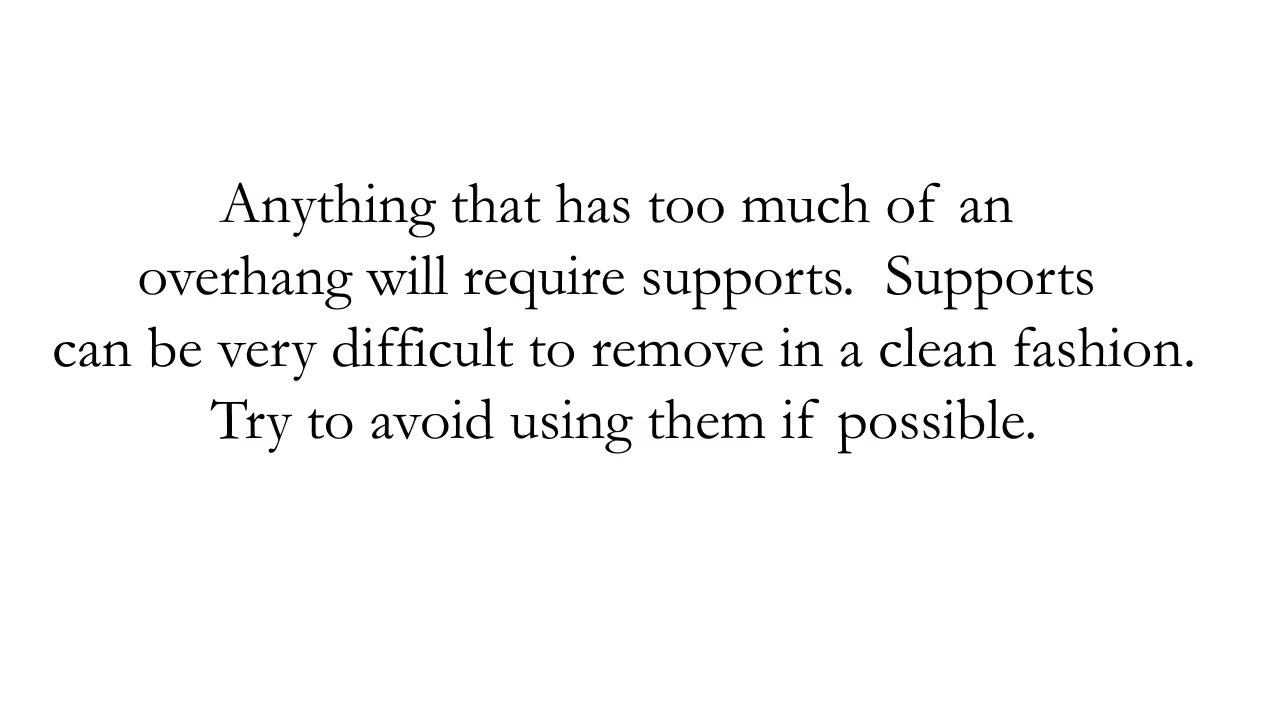 Anything that has too much of an
overhang will require supports.  Supports
can be very difficult to remove in a clean fashion.
Try to avoid using them if possible.